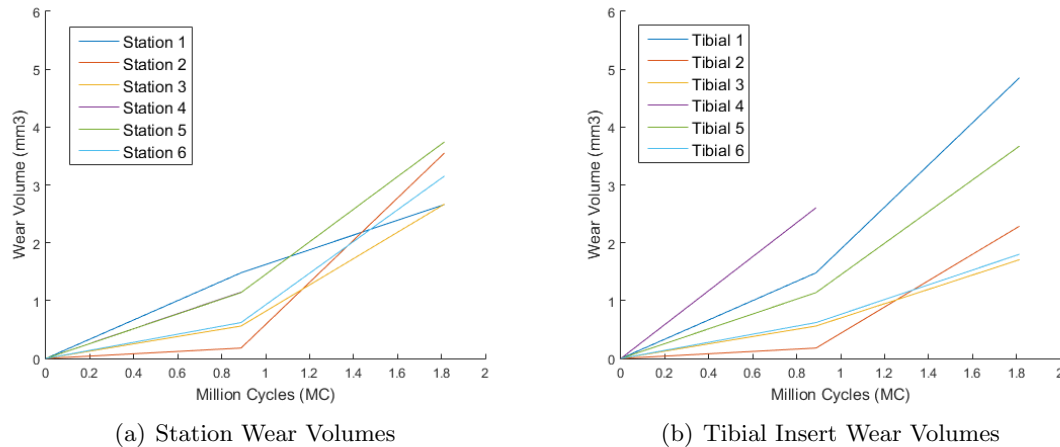 6
5
4
3
2
1
0
Wear Volume (mm3)
Station 1
Station 2
Station 3
Station 4
Station 5
Station 6
0 0.2 0.4 0.6 0.8 1 1.2 1.4 1.6 1.8 2
Million Cycles (MC)
(a) Station Wear Volumes
6
5
4
3
2
1
0
Wear Volume (mm3)
Tibial 1
Tibial 2
Tibial 3
Tibial 4
Tibial 5
Tibial 6
0 0.2 0.4 0.6 0.8 1 1.2 1.4 1.6 1.8 2
Million Cycles (MC)
(b) Tibial Insert Wear Volumes